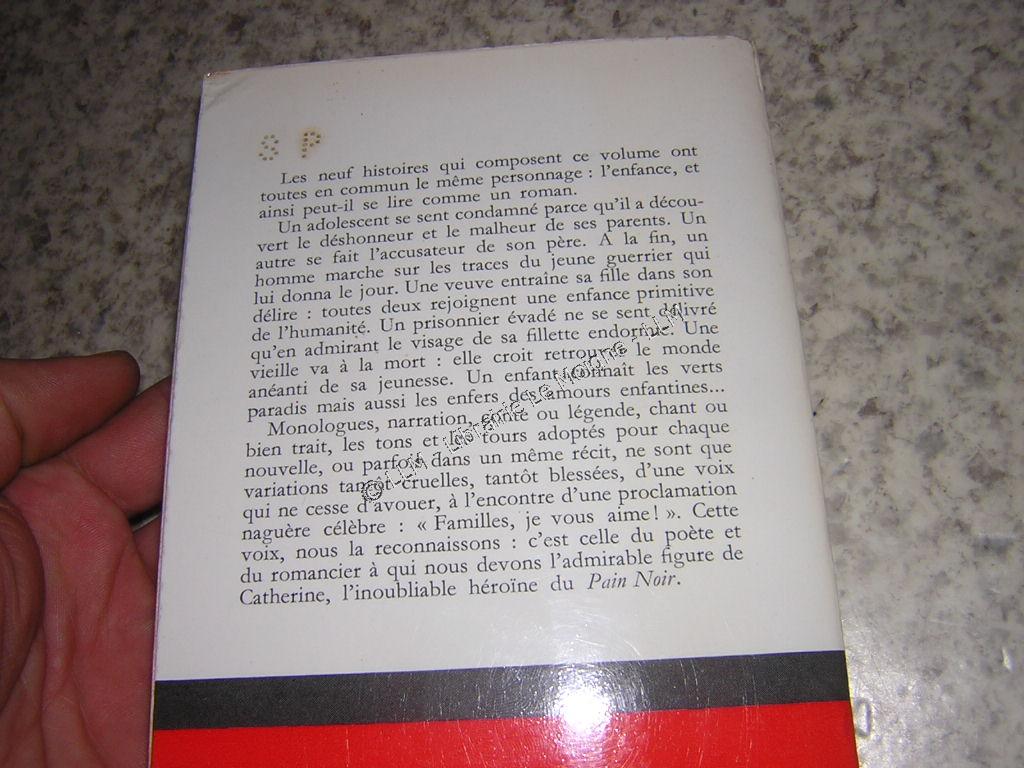 S P
Les neuf histoires qui composent ce volume ont
toutes en commun le même personnage : l'enfance, et
ainsi peut-il se lire comme un roman.
Un adolescent se sent condamné parce qu'il a décou-
vert le déshonneur et le malheur de ses parents. Un
autre se fait l'accusateur de son père. A la fin, un
homme marche sur les traces du jeune guerrier qui
lui donna le jour. Une veuve entraîne sa fille dans son
délire : toutes deux rejoignent une enfance primitive
de l'humanité. Un prisonnier évadé ne se sent délivré
qu'en admirant le visage de sa fillette endormie. Une
vieille va à la mort : elle croit retrouver le monde
anéanti de sa jeunesse. Un enfant connaît les verts
paradis mais aussi les enfers des amours enfantines...
Monologues, narration, conte ou légende, chant ou
bien trait, les tons et les tours adoptés pour chaque
nouvelle, ou parfois dans un même récit, ne sont que
variations tantôt cruelles, tantôt blessées, d'une voix
qui ne cesse d'avouer, à l'encontre d'une proclamation
naguère célèbre : « Familles, je vous aime! ». Cette
voix, nous la reconnaissons : c'est celle du poète et
du romancier à qui nous devons l'admirable figure de
Catherine, l'inoubliable héroïne du Pain Noir.
© LLM - Librairie Le Morphe - LLM